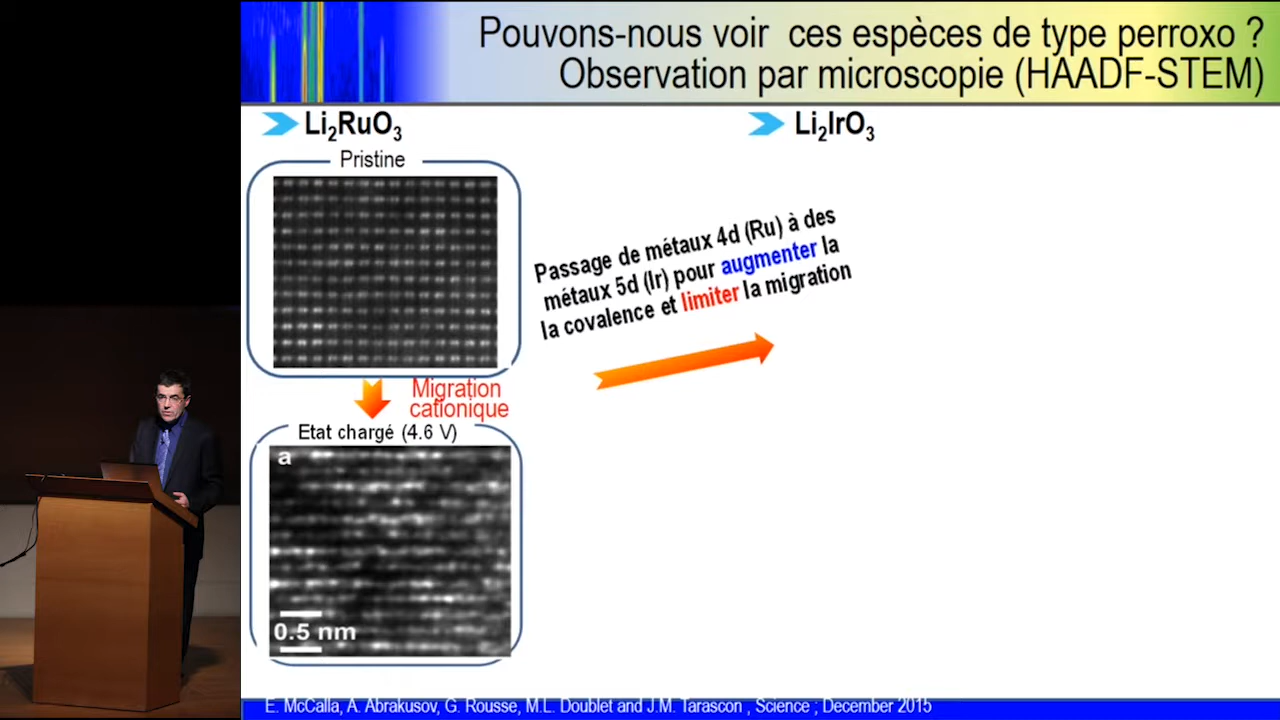 Pouvons-nous voir ces espèces de type perroxo ?
Observation par microscopie (HAADF-STEM)
Li₂RuO₃
Pristine
Migration
cationique
Etat chargé (4.6 V)
a
0.5 nm
Passage de métaux 4d (Ru) à des
métaux 5d (Ir) pour augmenter la
la covalence et limiter la migration
Li₂IrO₃
E. McCalla, A. Abrakusov, G. Rousse, M.L. Doublet and J.M. Tarascon , Science ; December 2015